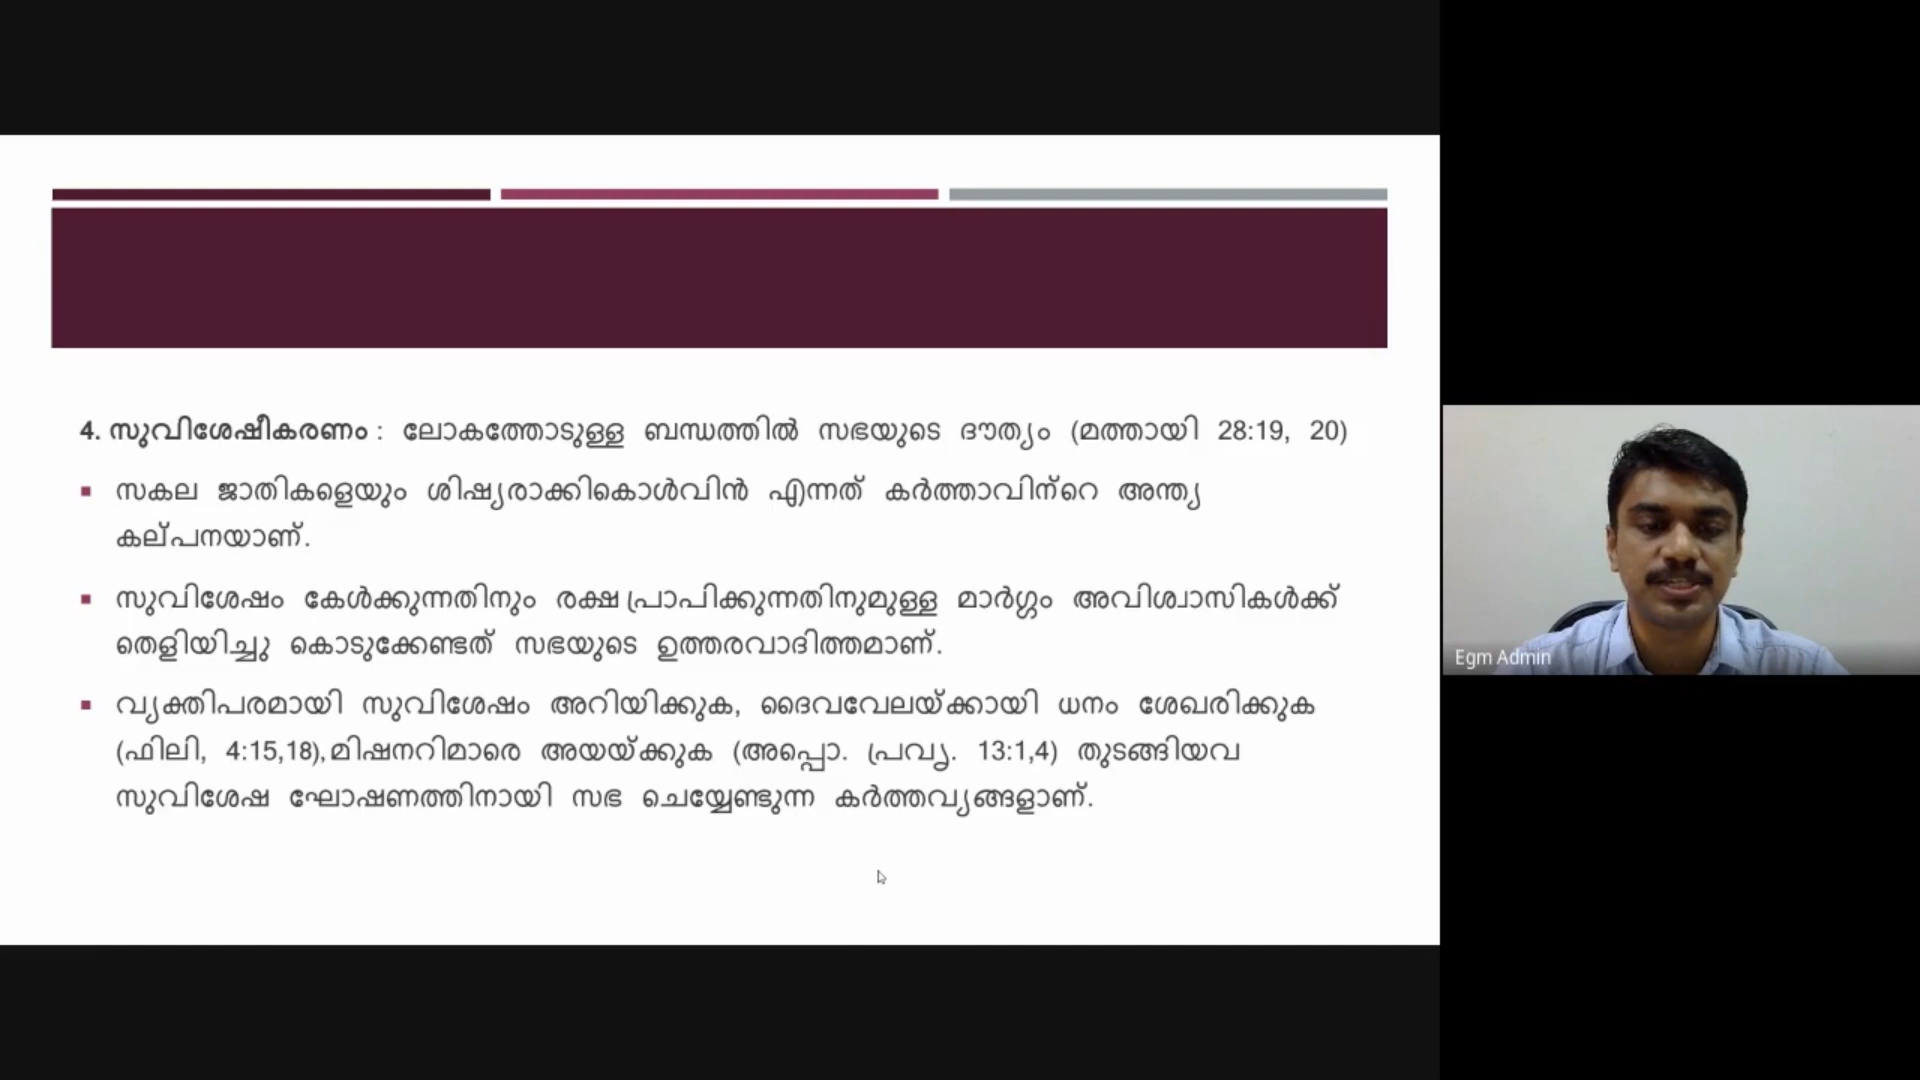 4. സുവിശേഷീകരണം : ലോകത്തോടുള്ള ബന്ധത്തിൽ സഭയുടെ ദൗത്യം (മത്തായി 28:19, 20)
▪ സകല ജാതികളെയും ശിഷ്യരാക്കികൊൾവിൻ എന്നത് കർത്താവിന്റെ അന്ത്യ
കല്പനയാണ്.
▪ സുവിശേഷം കേൾക്കുന്നതിനും രക്ഷ പ്രാപിക്കുന്നതിനുമുള്ള മാർഗ്ഗം അവിശ്വാസികൾക്ക്
തെളിയിച്ചു കൊടുക്കേണ്ടത് സഭയുടെ ഉത്തരവാദിത്തമാണ്.
▪ വ്യക്തിപരമായി സുവിശേഷം അറിയിക്കുക, ദൈവവേലയ്ക്കായി ധനം ശേഖരിക്കുക
(ഫിലി, 4:15,18),മിഷനറിമാരെ അയയ്ക്കുക (അപ്പൊ. പ്രവൃ. 13:1,4) തുടങ്ങിയവ
സുവിശേഷ ഘോഷണത്തിനായി സഭ ചെയ്യേണ്ടുന്ന കർത്തവ്യങ്ങളാണ്.
Egm Admin